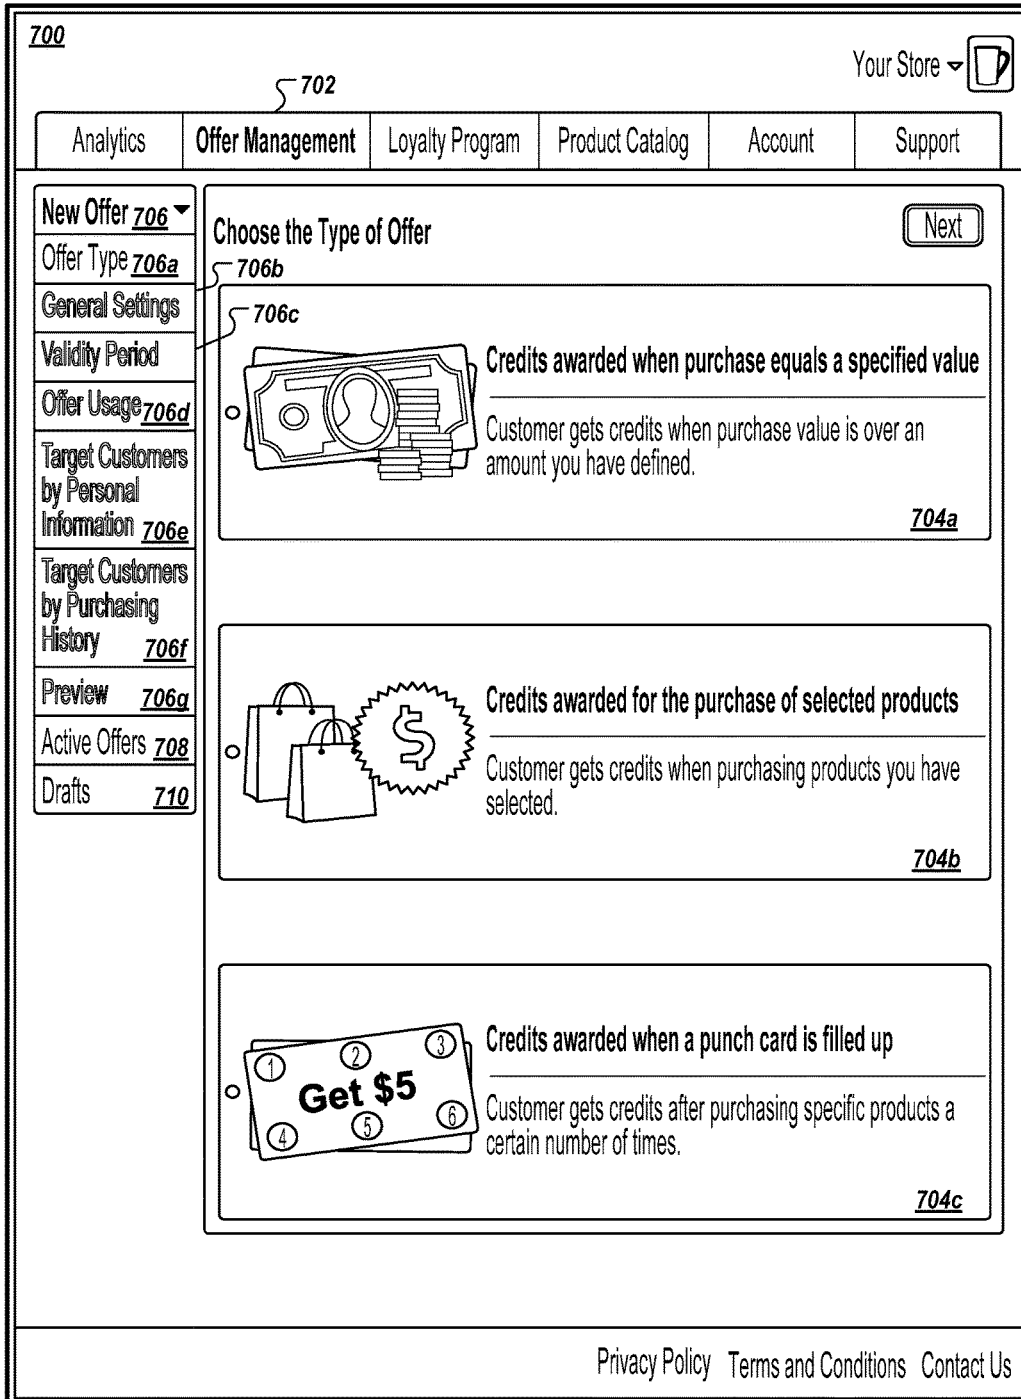 700
Your Store
702
Analytics Offer Management Loyalty Program Product Catalog Account Support
New Offer 706
Offer Type 706a
706b
General Settings
706c
Validity Period
Offer Usage 706d
Target Customers
by Personal
Information 706e
Target Customers
by Purchasing
History 706f
Preview 706g
Active Offers 708
Drafts 710
Choose the Type of Offer
Next
Credits awarded when purchase equals a specified value
Customer gets credits when purchase value is over an
amount you have defined.
704a
$
Credits awarded for the purchase of selected products
Customer gets credits when purchasing products you have
selected.
704b
1 2 3
Get $5
4 5 6
Credits awarded when a punch card is filled up
Customer gets credits after purchasing specific products a
certain number of times.
704c
Privacy Policy Terms and Conditions Contact Us